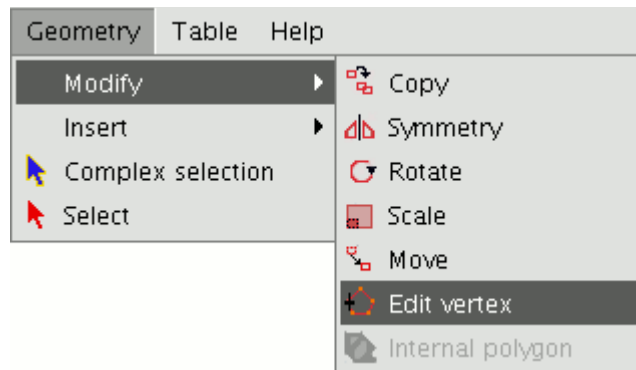 Geometry Table Help
Modify
Insert
Complex selection
Select
Copy
Symmetry
Rotate
Scale
Move
Edit vertex
Internal polygon